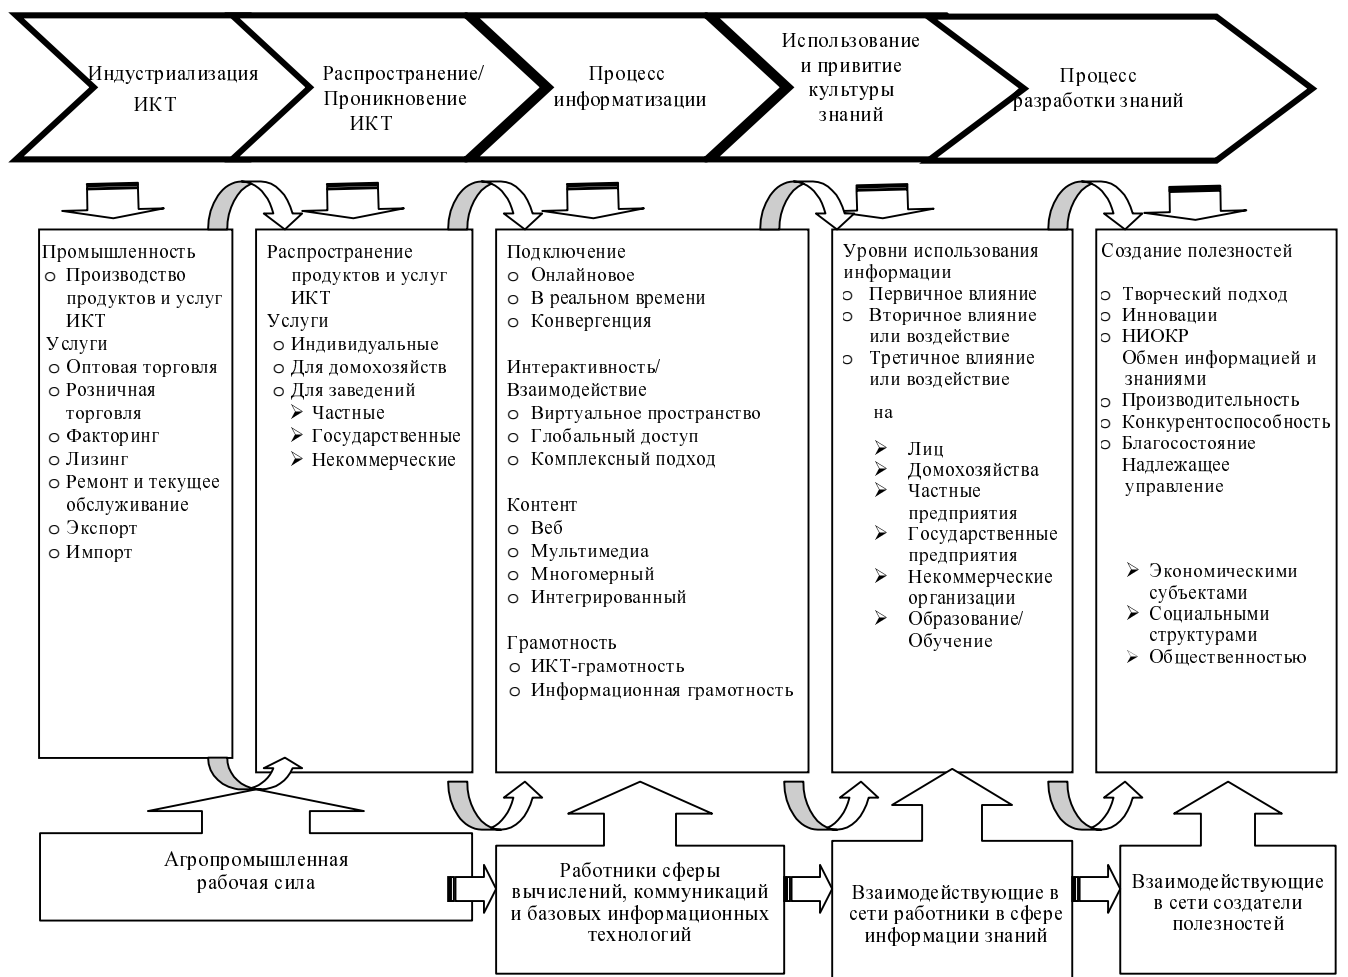 Индустриализация
ИКТ
Распространение/
Проникновение
ИКТ
Процесс
информатизации
Использование
и привитие
культуры
знаний
Процесс
разработки знаний
Промышленность
o Производство
продуктов и услуг
ИКТ
Услуги
o Оптовая торговля
o Розничная
торговля
o Факторинг
o Лизинг
o Ремонт и текущее
обслуживание
o Экспорт
o Импорт
Распространение
продуктов и услуг
ИКТ
Услуги
o Индивидуальные
o Для домохозяйств
o Для заведений
➢ Частные
➢ Государственные
➢ Некоммерческие
Подключение
o Онлайновое
o В реальном времени
o Конвергенция
Интерактивность/
Взаимодействие
o Виртуальное пространство
o Глобальный доступ
o Комплексный подход
Контент
o Веб
o Мультимедиа
o Многомерный
o Интегрированный
Грамотность
o ИКТ-грамотность
o Информационная грамотность
Уровни использования
информации
o Первичное влияние
o Вторичное влияние
или воздействие
o Третичное влияние
или воздействие
на
➢ Лиц
➢ Домохозяйства
➢ Частные
предприятия
➢ Государственные
предприятия
➢ Некоммерческие
организации
➢ Образование/
Обучение
Создание полезностей
o Творческий подход
o Инновации
o НИОКР
Обмен информацией и
знаниями
o Производительность
o Конкурентоспособность
o Благосостояние
Надлежащее
управление
➢ Экономическими
субъектами
➢ Социальными
структурами
➢ Общественностью
Агропромышленная
рабочая сила
Работники сферы
вычислений, коммуникаций
и базовых информационных
технологий
Взаимодействующие в
сети работники в сфере
информации знаний
Взаимодействующие
в сети создатели
полезностей